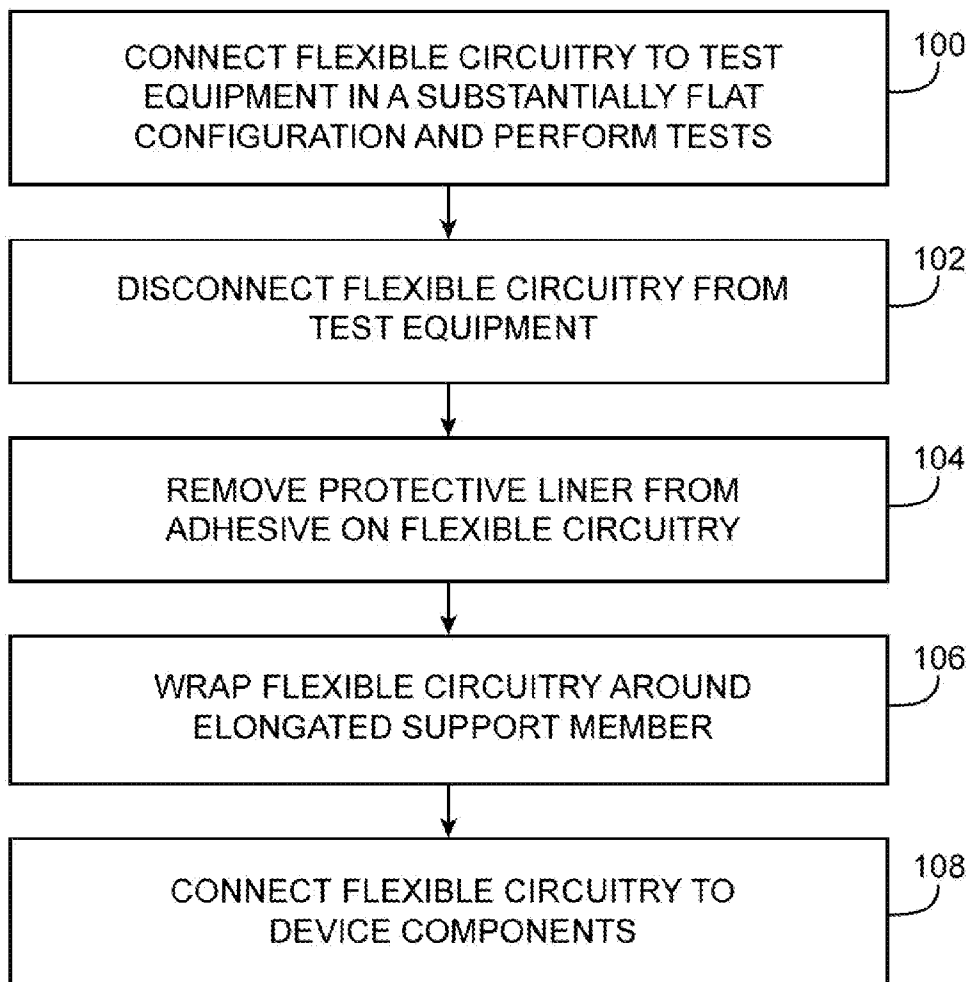 CONNECT FLEXIBLE CIRCUITRY TO TEST
EQUIPMENT IN A SUBSTANTIALLY FLAT
CONFIGURATION AND PERFORM TESTS
100
DISCONNECT FLEXIBLE CIRCUITRY FROM
TEST EQUIPMENT
102
REMOVE PROTECTIVE LINER FROM
ADHESIVE ON FLEXIBLE CIRCUITRY
104
WRAP FLEXIBLE CIRCUITRY AROUND
ELONGATED SUPPORT MEMBER
106
CONNECT FLEXIBLE CIRCUITRY TO
DEVICE COMPONENTS
108